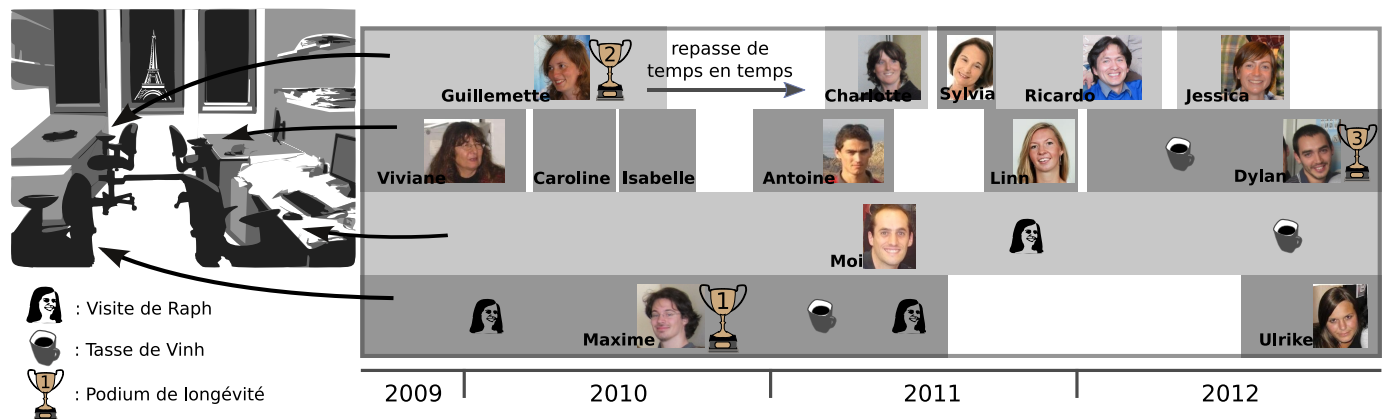 2
repasse de
temps en temps
Guillemette
Charlotte
Sylvia
Ricardo
Jessica
3
Viviane
Caroline
Isabelle
Antoine
Linn
Dylan
Moi
1
Maxime
Ulrike
: Visite de Raph
: Tasse de Vinh
1
: Podium de longévité
2009
2010
2011
2012